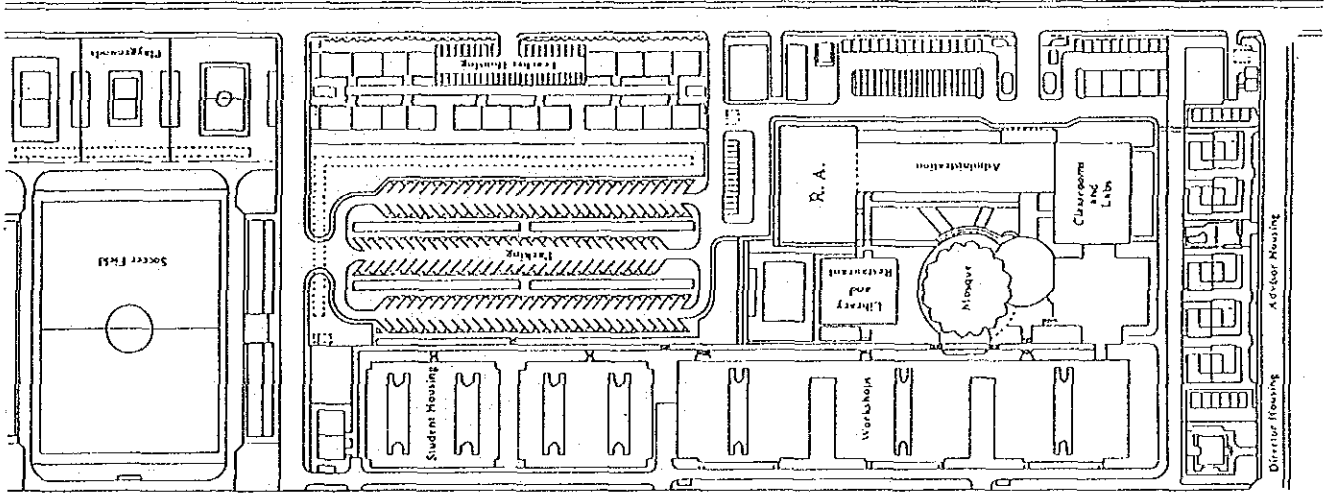 Playgrounds
Teacher Housing
Soccer Field
Parking
Student Housing
R. A.
Administration
Classrooms
and
Labs
Library
and
Restaurant
Mosque
Workshops
Advisor Housing
Director Housing